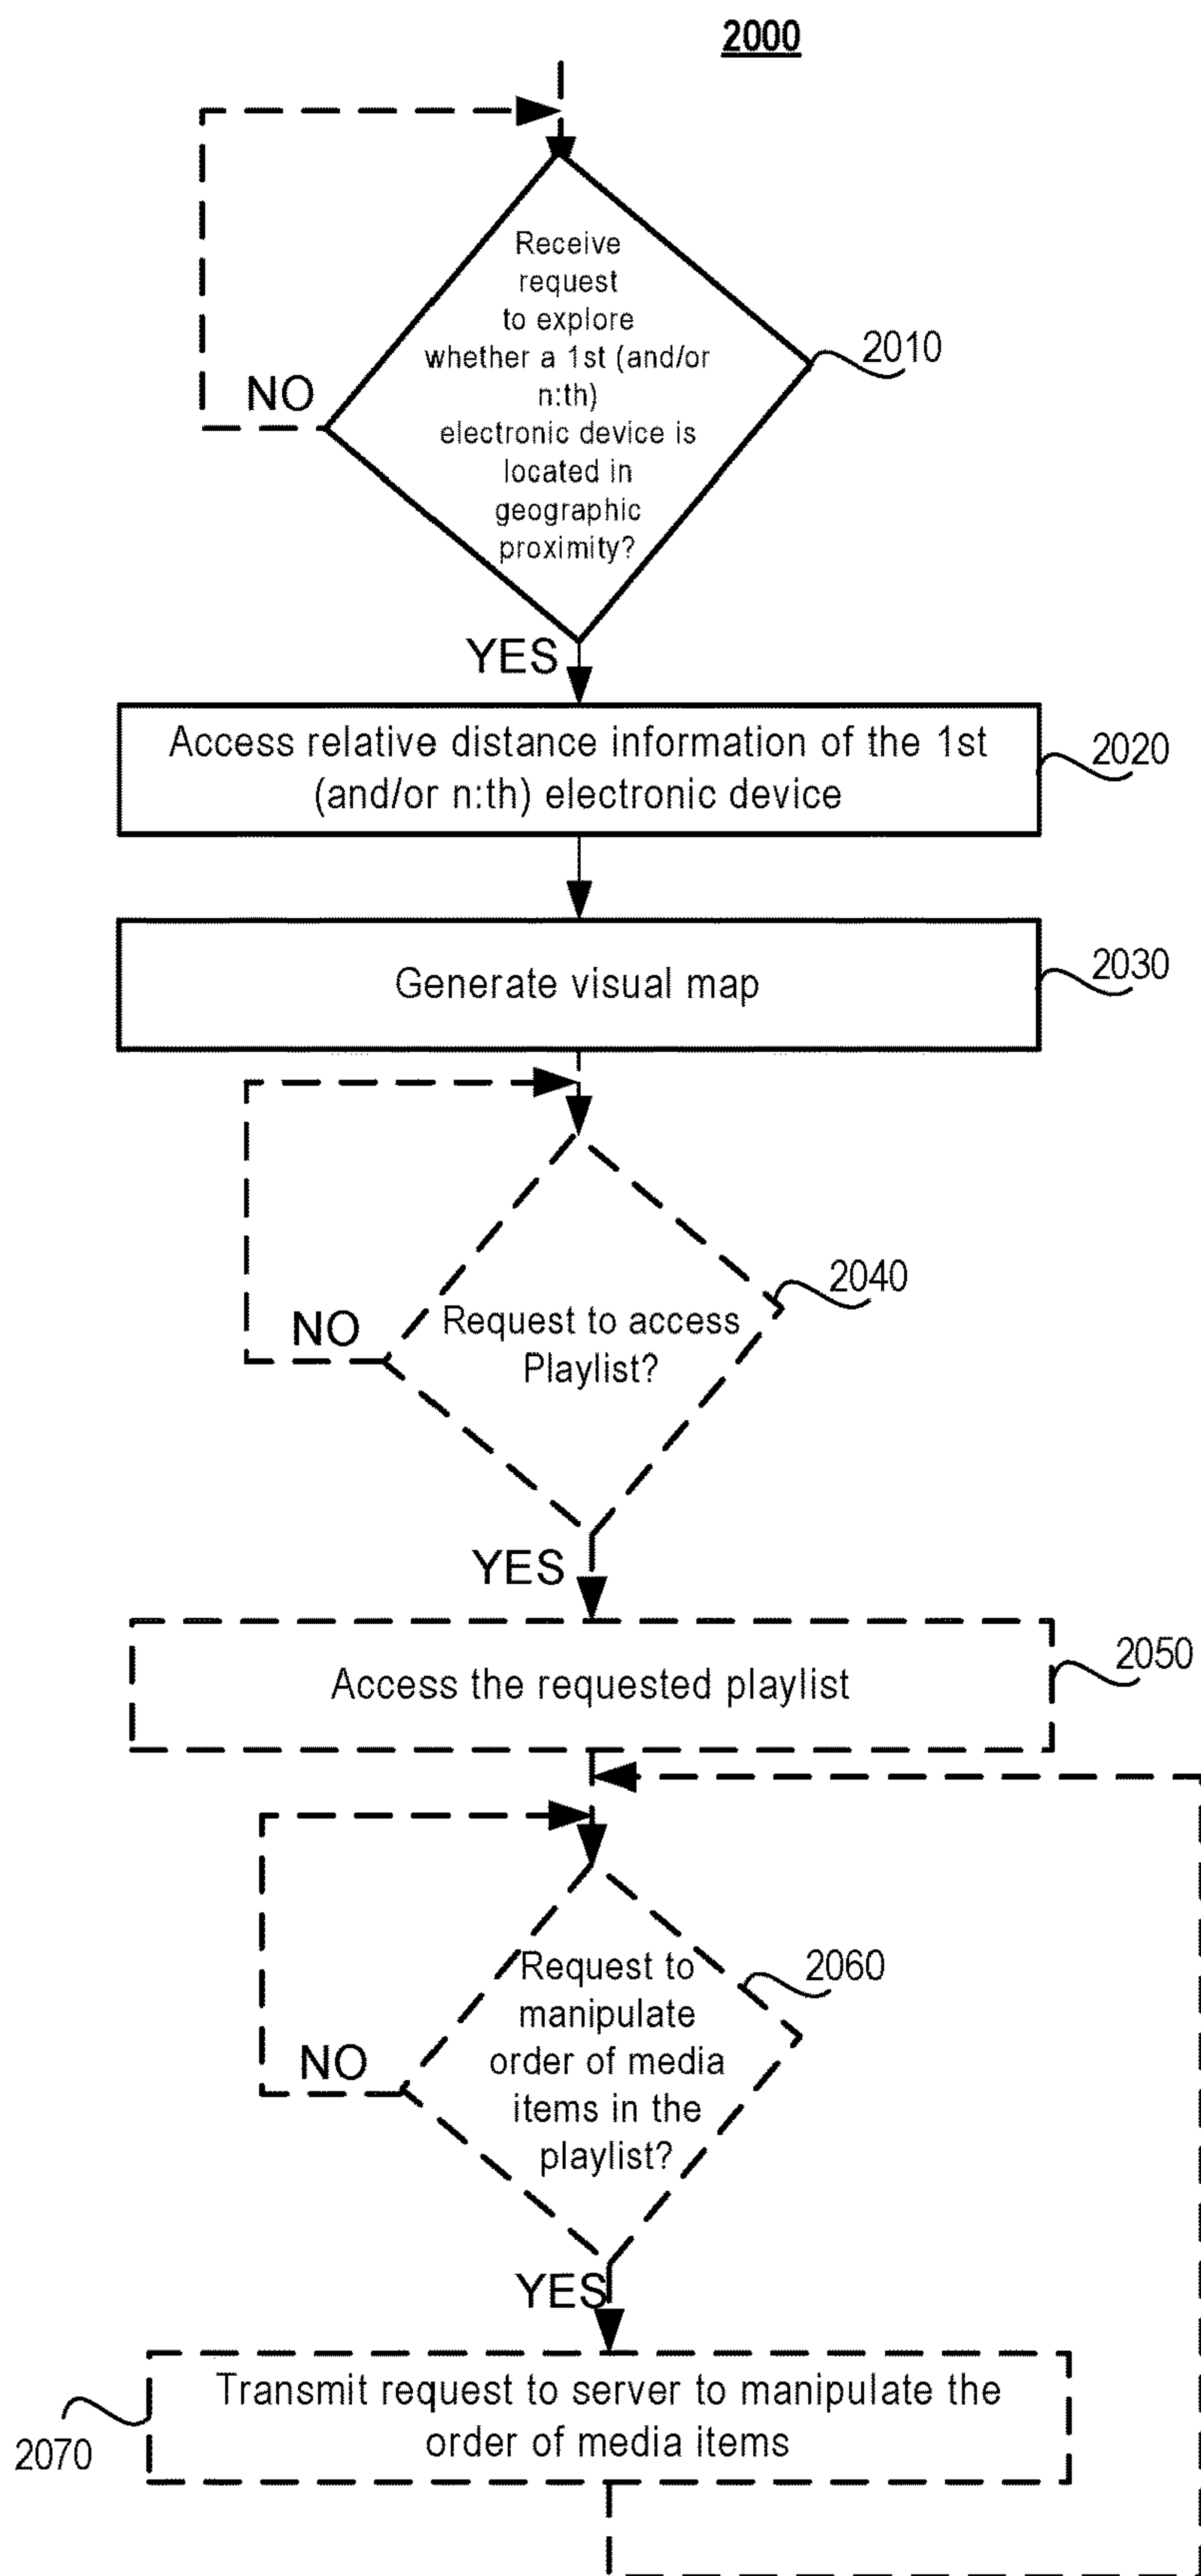 2000
Receive
request
to explore
whether a 1st (and/or
n:th)
electronic device is
located in
geographic
proximity?
2010
NO
YES
Access relative distance information of the 1st
(and/or n:th) electronic device
2020
Generate visual map
2030
Request to access
Playlist?
2040
NO
YES
Access the requested playlist
2050
Request to
manipulate
order of media
items in the
playlist?
2060
NO
YES
Transmit request to server to manipulate the
order of media items
2070